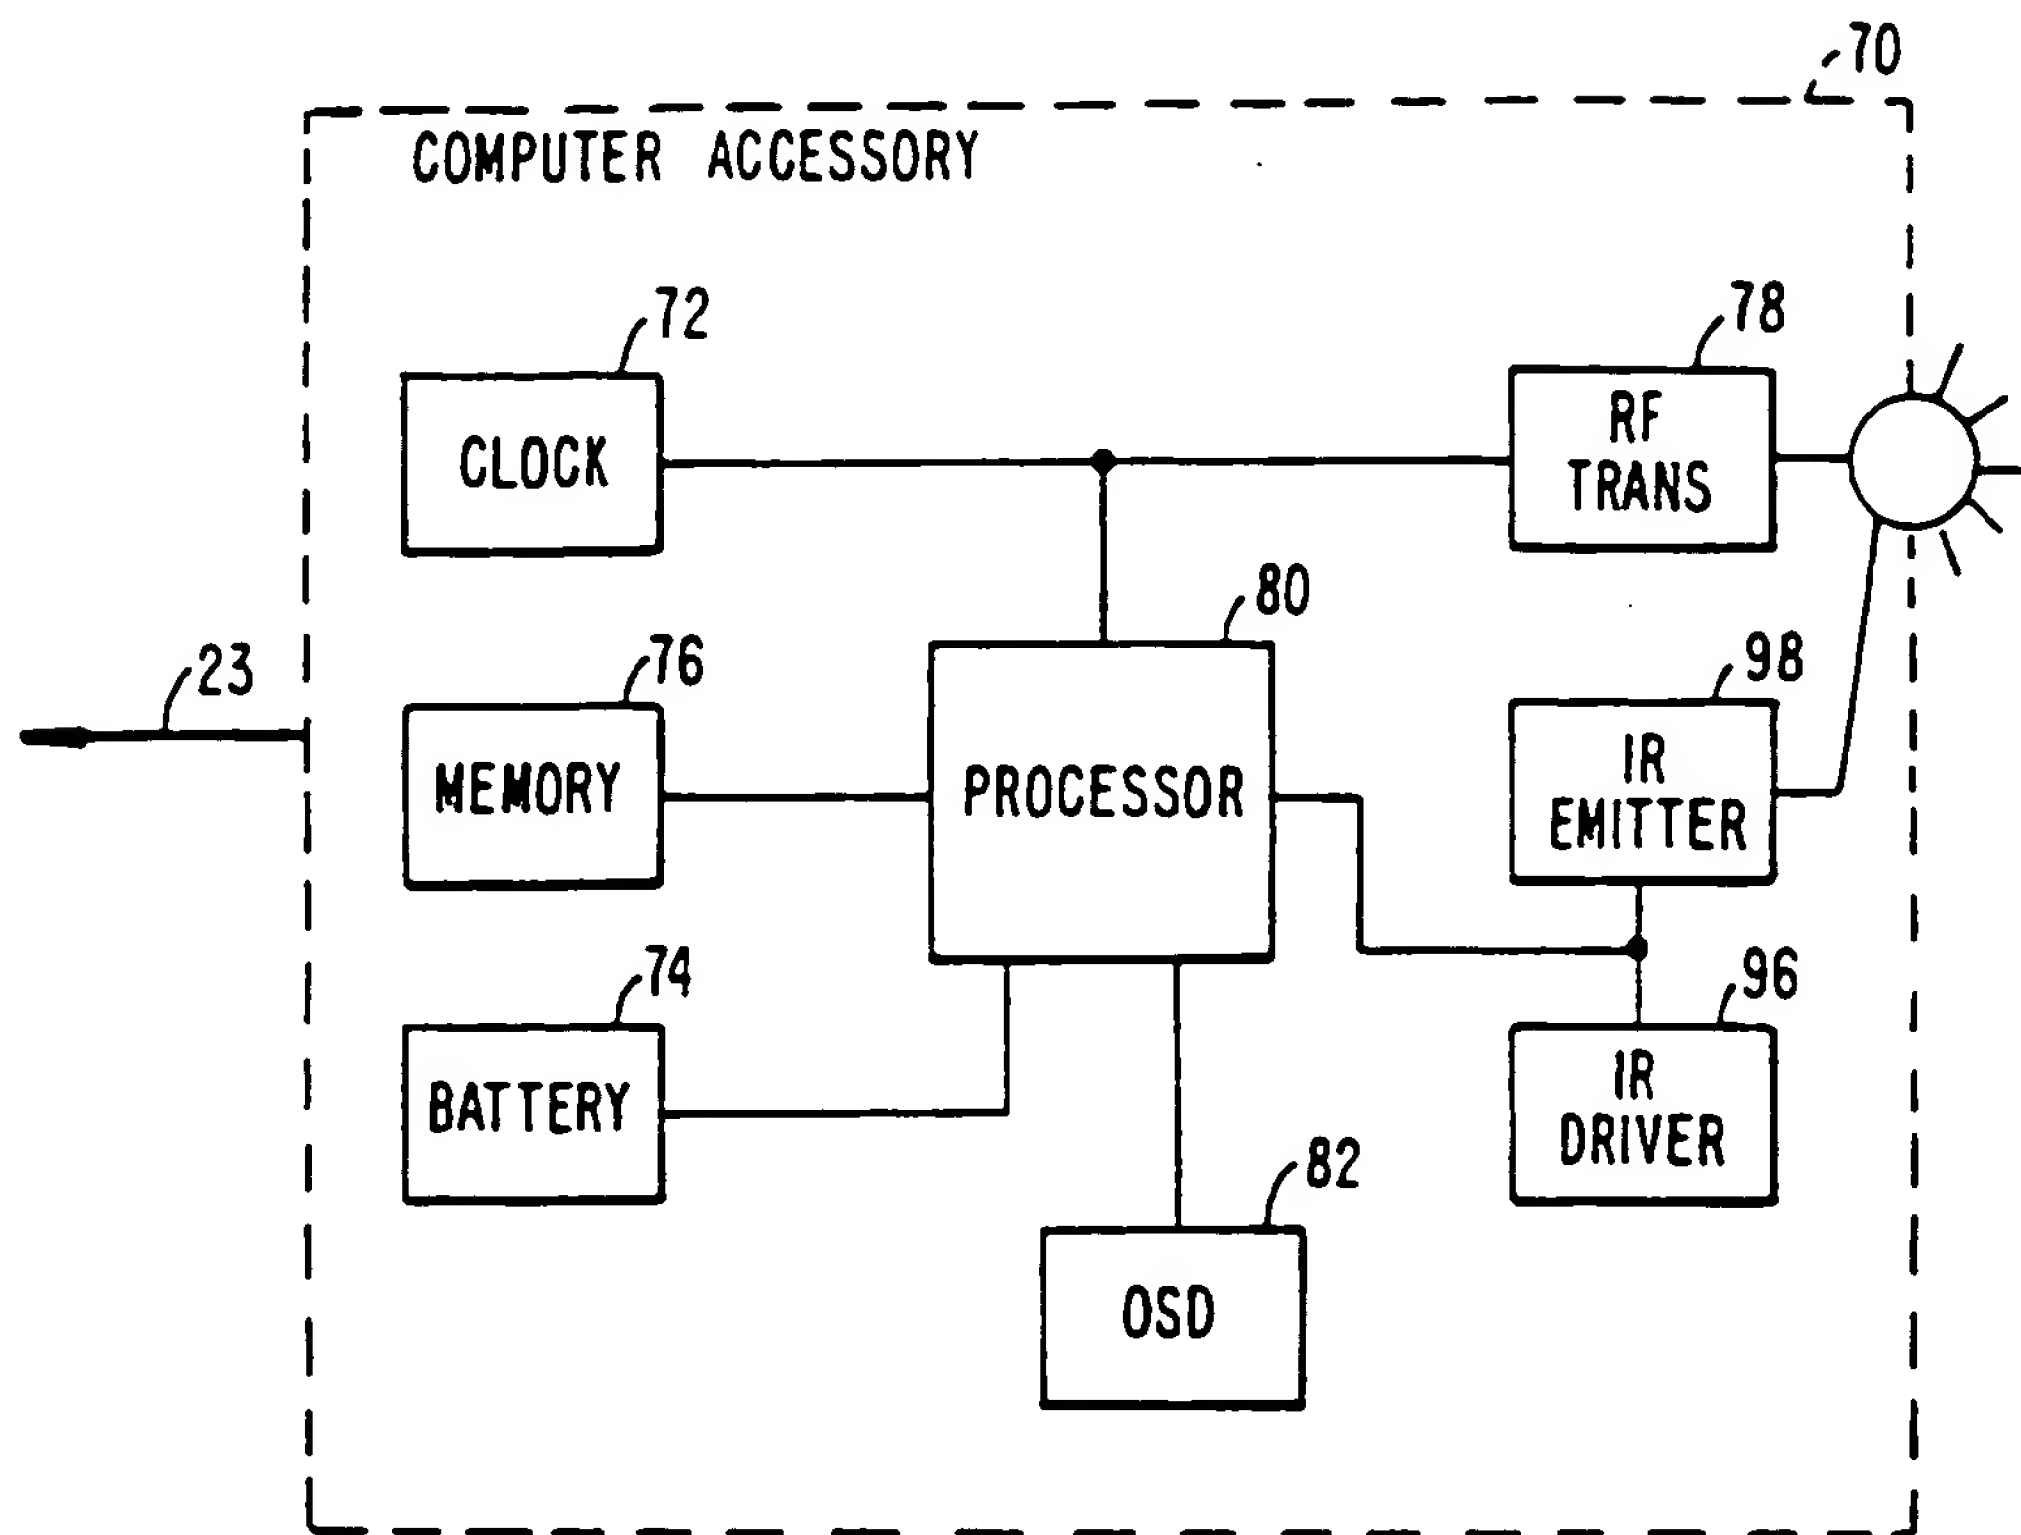 70
COMPUTER ACCESSORY
72
78
CLOCK
RF
TRANS
80
23
76
98
MEMORY
PROCESSOR
IR
EMITTER
74
96
BATTERY
IR
DRIVER
82
OSD